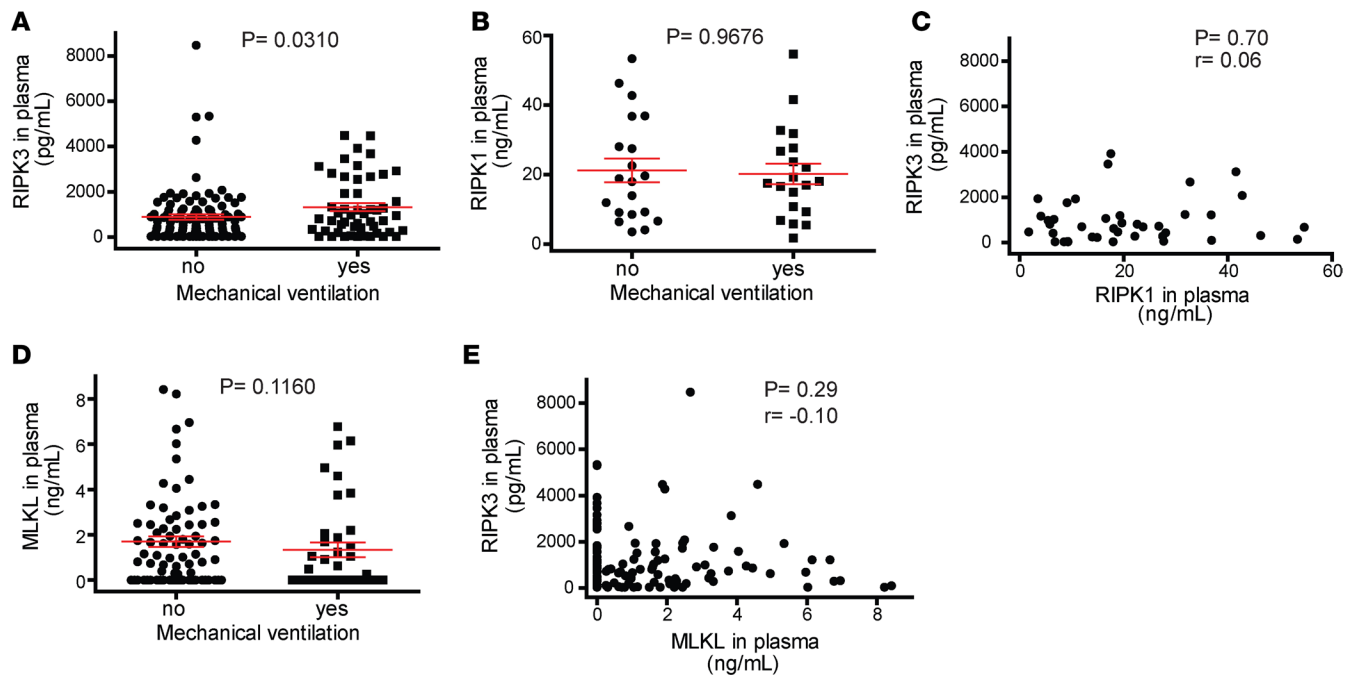 A
P= 0.0310
RIPK3 in plasma
(pg/mL)
8000
6000
4000
2000
0
no
yes
Mechanical ventilation
B
P= 0.9676
RIPK1 in plasma
(ng/mL)
60
40
20
0
no
yes
Mechanical ventilation
C
P= 0.70
r= 0.06
RIPK3 in plasma
(pg/mL)
8000
6000
4000
2000
0
0
20
40
60
RIPK1 in plasma
(ng/mL)
D
P= 0.1160
MLKL in plasma
(ng/mL)
8
6
4
2
0
no
yes
Mechanical ventilation
E
P= 0.29
r= -0.10
RIPK3 in plasma
(pg/mL)
8000
6000
4000
2000
0
0
2
4
6
8
MLKL in plasma
(ng/mL)